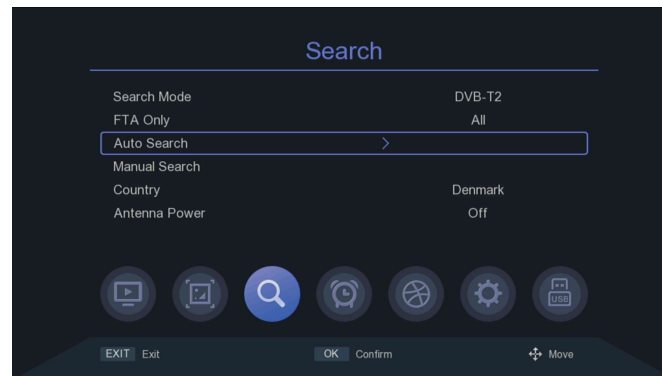 Search
Search Mode DVB-T2
FTA Only All
Auto Search
Manual Search
Country Denmark
Antenna Power Off
USB
EXIT Exit OK Confirm Move